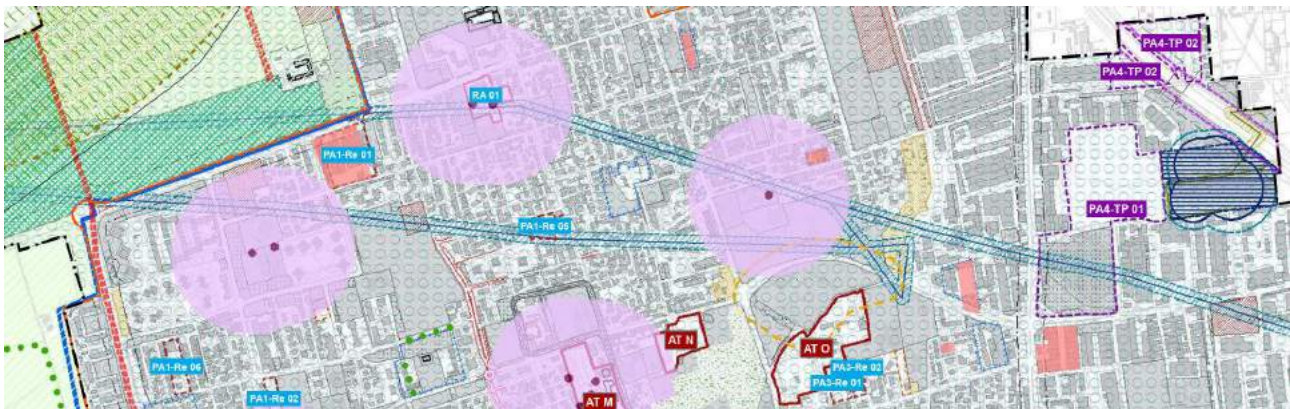 PA4-TP 02
PA4-TP 02
RA 01
PA1-Re 01
PA4-TP 01
PA1-Re 05
AT N
AT O
PA1-Re 06
PA3-Re 02
PA3-Re 01
PA1-Re 02
AT M